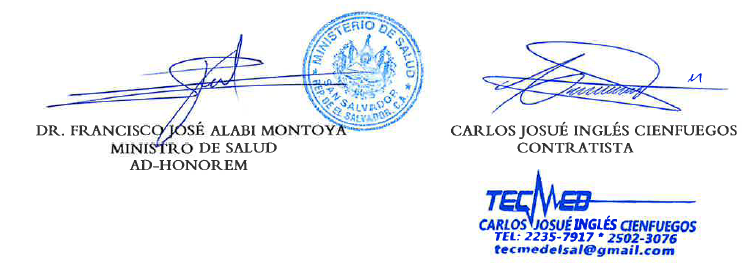 MINISTERIO DE SALUD
SAN SALVADOR
REP. DE EL SALVADOR, C.A.
DR. FRANCISCO JOSÉ ALABI MONTOYA
MINISTRO DE SALUD
AD-HONOREM
CARLOS JOSUÉ INGLÉS CIENFUEGOS
CONTRATISTA
TECMEB
CARLOS JOSUÉ INGLÉS CIENFUEGOS
TEL: 2235-7917 * 2502-3076
tecmedelsal@gmail.com